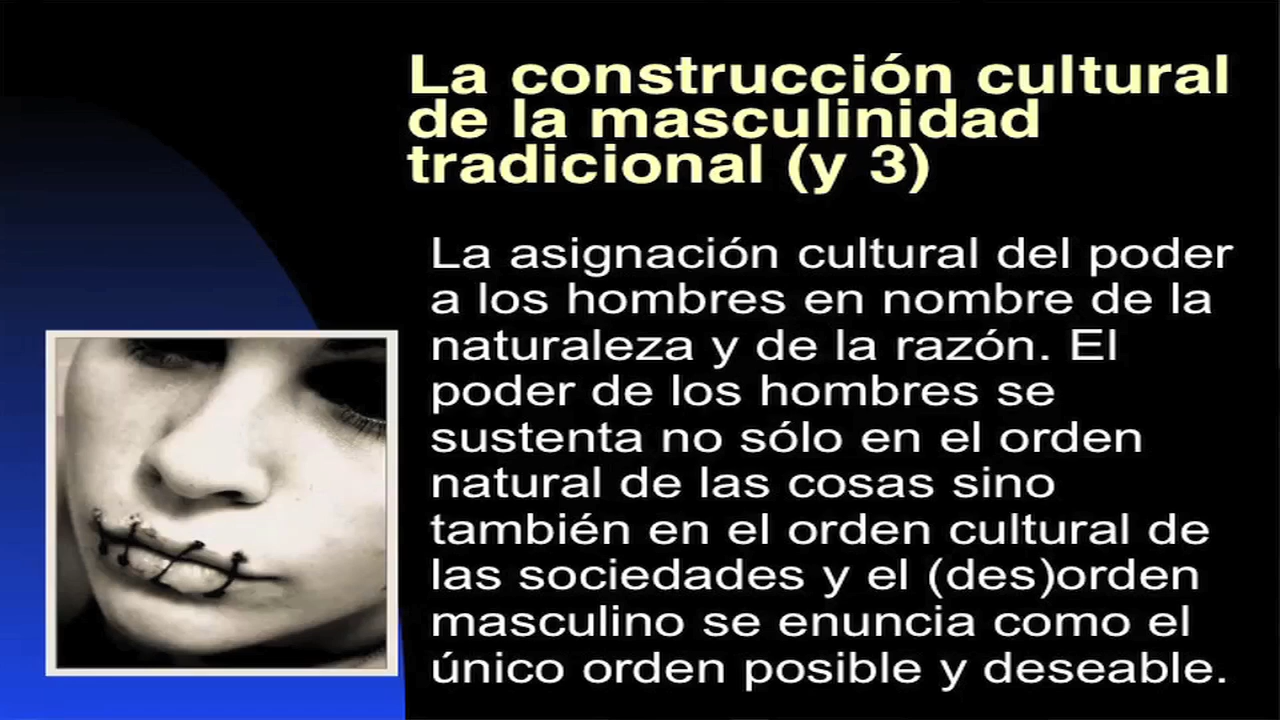 La construcción cultural
de la masculinidad
tradicional (y 3)
La asignación cultural del poder
a los hombres en nombre de la
naturaleza y de la razón. El
poder de los hombres se
sustenta no sólo en el orden
natural de las cosas sino
también en el orden cultural de
las sociedades y el (des)orden
masculino se enuncia como el
único orden posible y deseable.